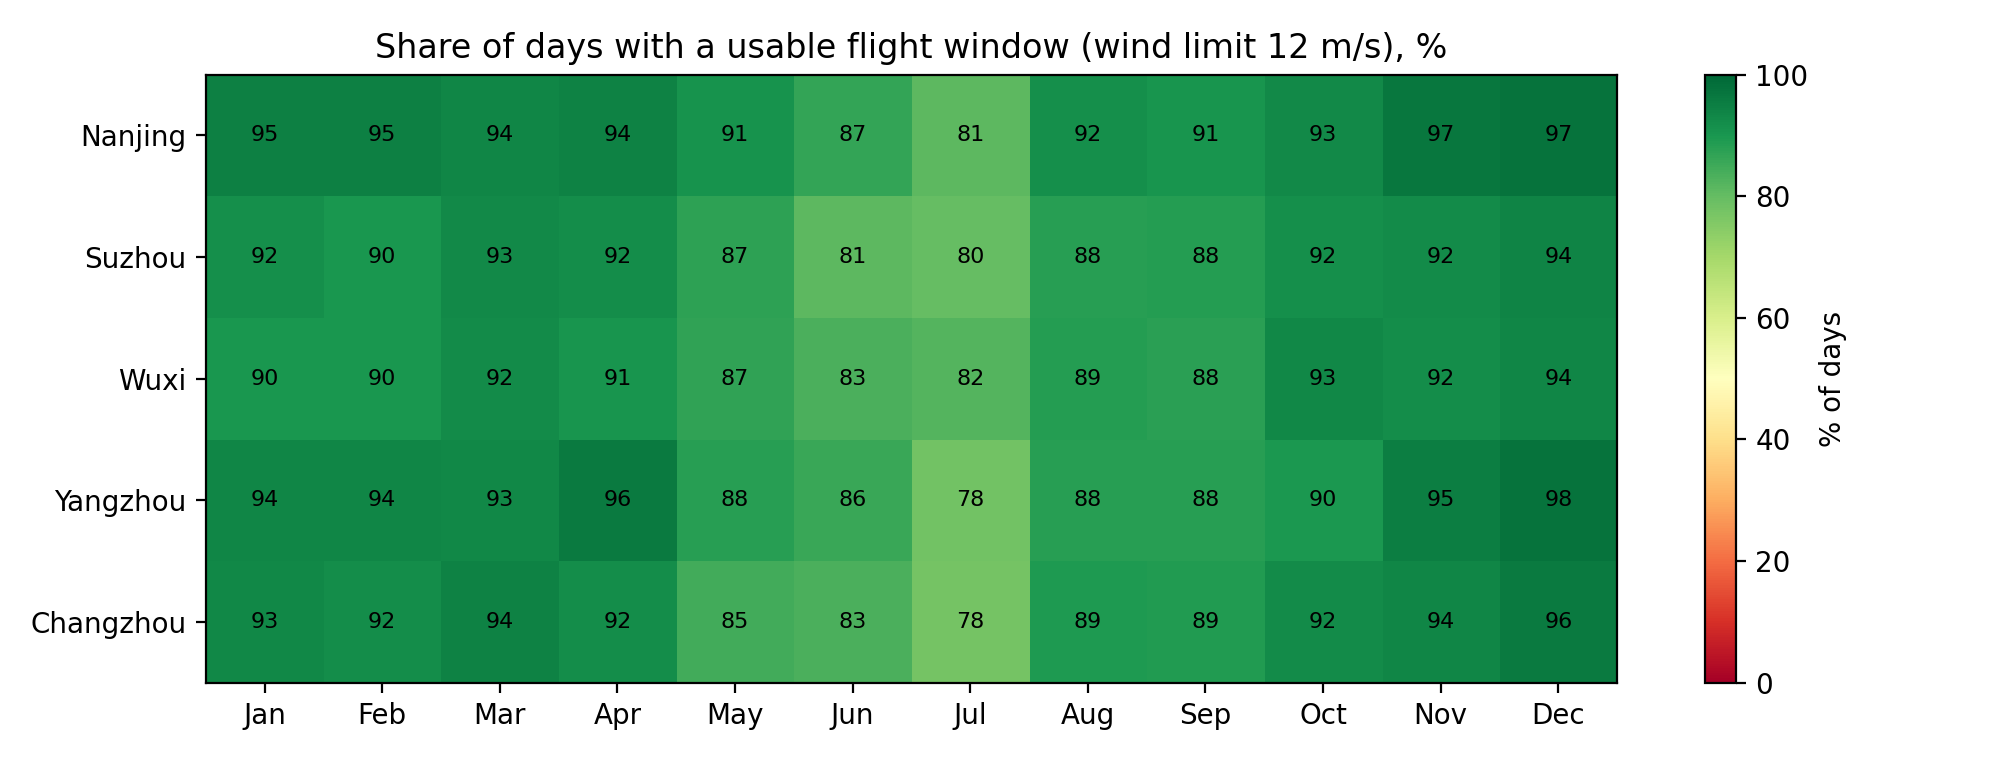 Share of days with a usable flight window (wind limit 12 m/s), %
Nanjing 95 95 94 94 91 87 81 92 91 93 97 97
Suzhou 92 90 93 92 87 81 80 88 88 92 92 94
Wuxi 90 90 92 91 87 83 82 89 88 93 92 94
Yangzhou 94 94 93 96 88 86 78 88 88 90 95 98
Changzhou 93 92 94 92 85 83 78 89 89 92 94 96
Jan Feb Mar Apr May Jun Jul Aug Sep Oct Nov Dec
100
80
60
40
20
0
% of days